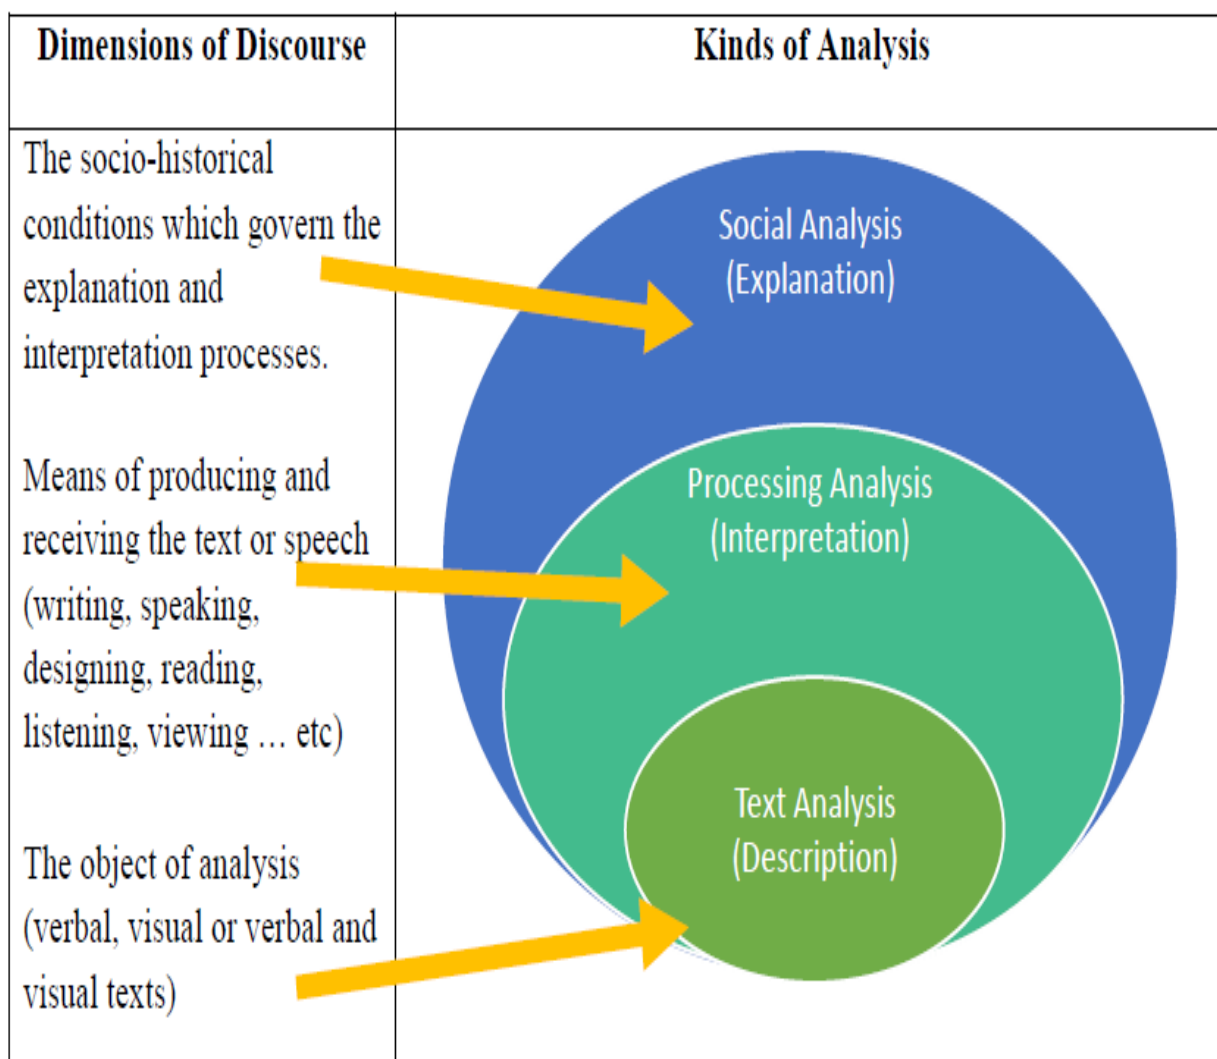 Dimensions of Discourse
Kinds of Analysis
The socio-historical
conditions which govern the
explanation and
interpretation processes.
Means of producing and
receiving the text or speech
(writing, speaking,
designing, reading,
listening, viewing … etc)
The object of analysis
(verbal, visual or verbal and
visual texts)
Social Analysis
(Explanation)
Processing Analysis
(Interpretation)
Text Analysis
(Description)